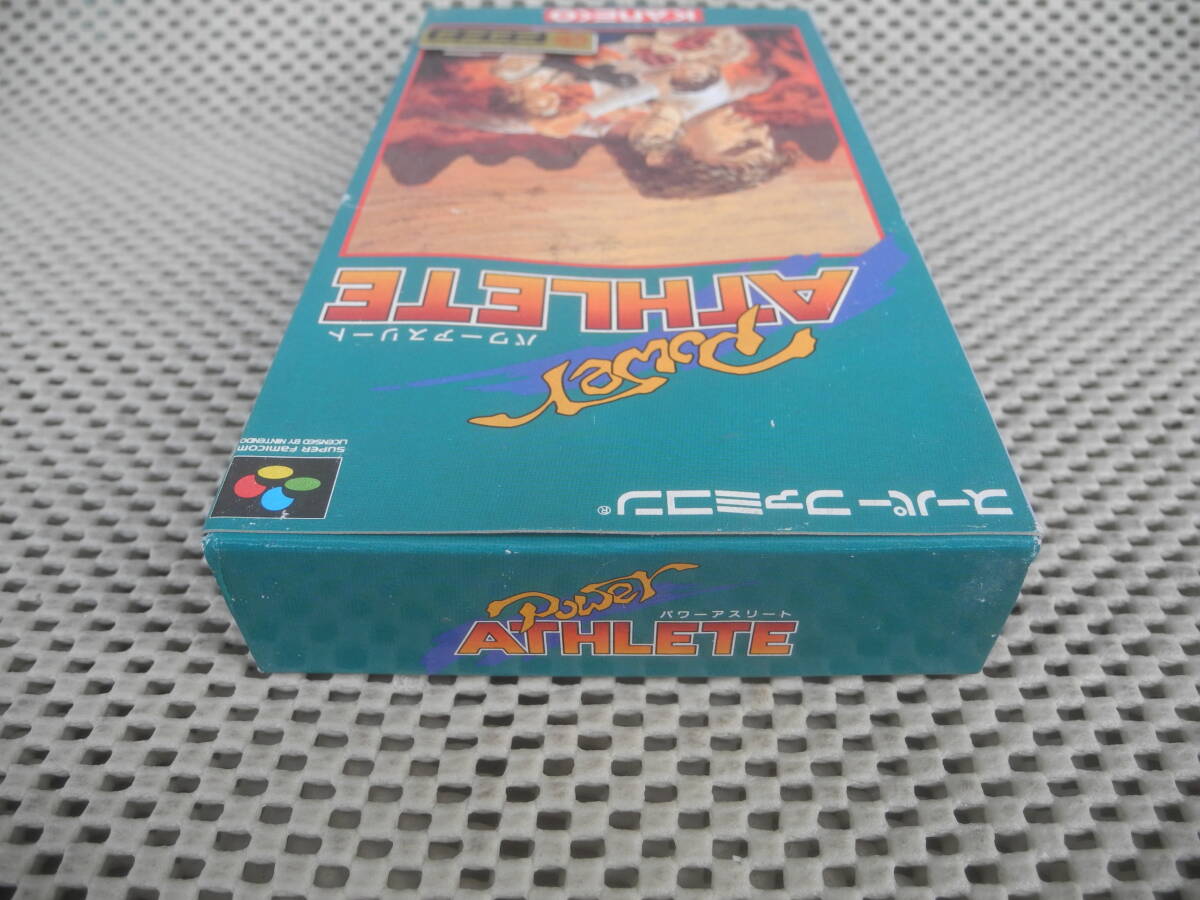 スーパーファミコン®
Power
ATHLETE
パワーアスリート
SUPER Famicom
LICENSED BY NINTENDO
KANEKO
Power
パワーアスリート
ATHLETE